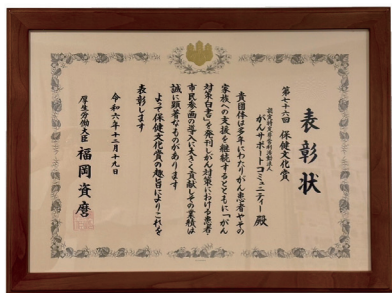 表彰状
第七十六回 保健文化賞
認定特定非営利活動法人
がんサポートコミュニティー 殿
貴団体は多年にわたりがん患者やその
家族への支援を継続するとともに「がん
対策白書」を発刊しがん対策における患者
市民参画の導入に大きく貢献しその業績は
誠に顕著なものがあります
よって保健文化賞の趣旨によりこれを
表彰します
令和六年十二月十九日
厚生労働大臣 福岡資麿